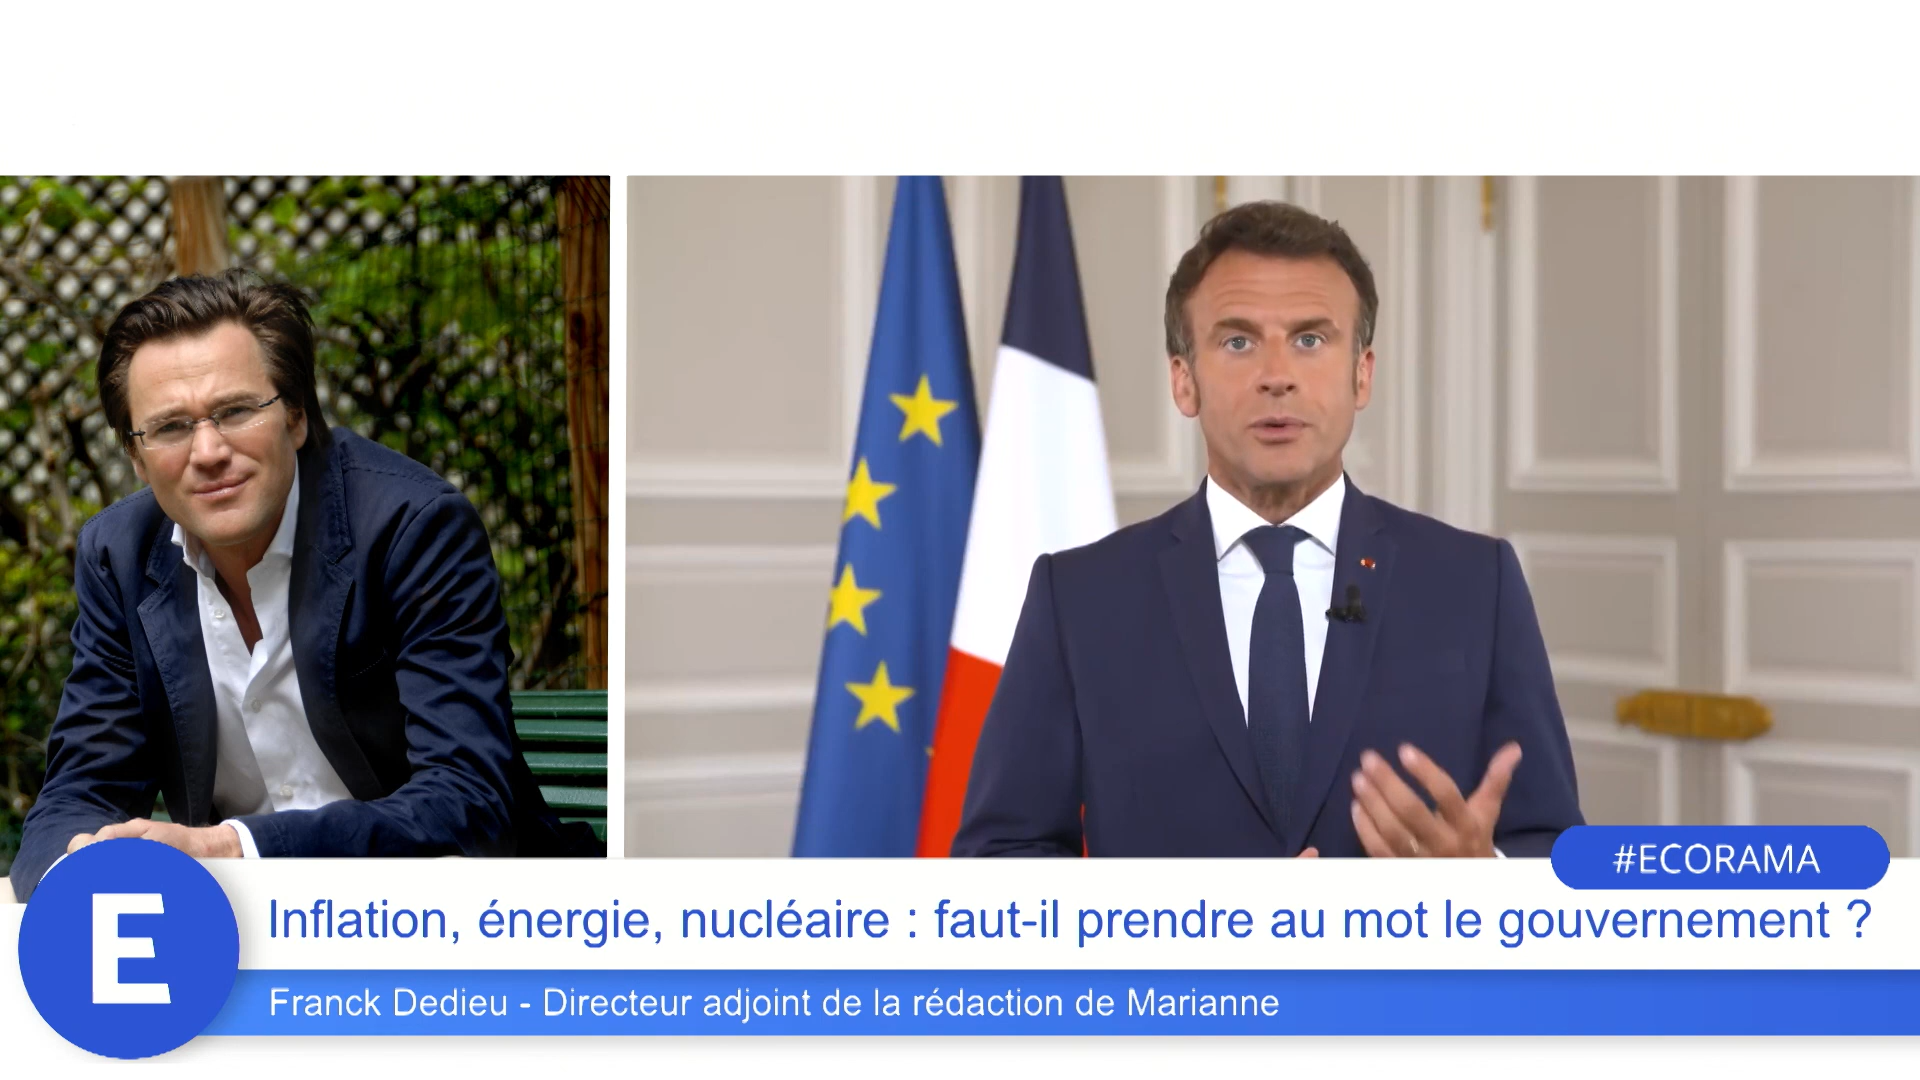 #ECORAMA
E
Inflation, énergie, nucléaire : faut-il prendre au mot le gouvernement ?
Franck Dedieu - Directeur adjoint de la rédaction de Marianne